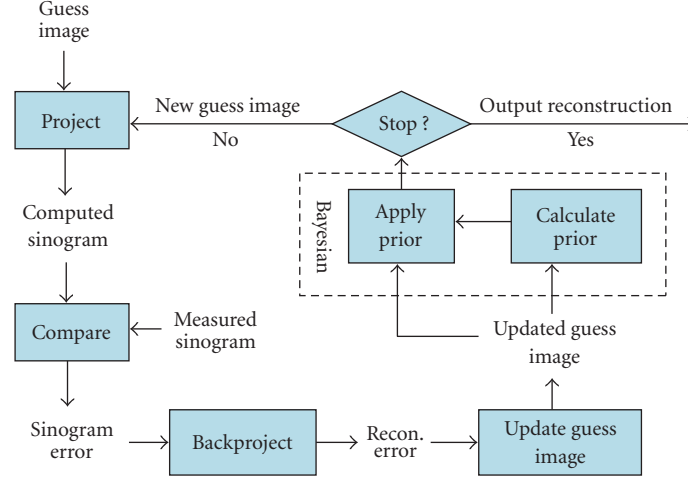 Guess
image
Project
New guess image
No
Stop ?
Output reconstruction
Yes
Computed
sinogram
Bayesian
Apply
prior
Calculate
prior
Compare
Measured
sinogram
Updated guess
image
Sinogram
error
Backproject
Recon.
error
Update guess
image